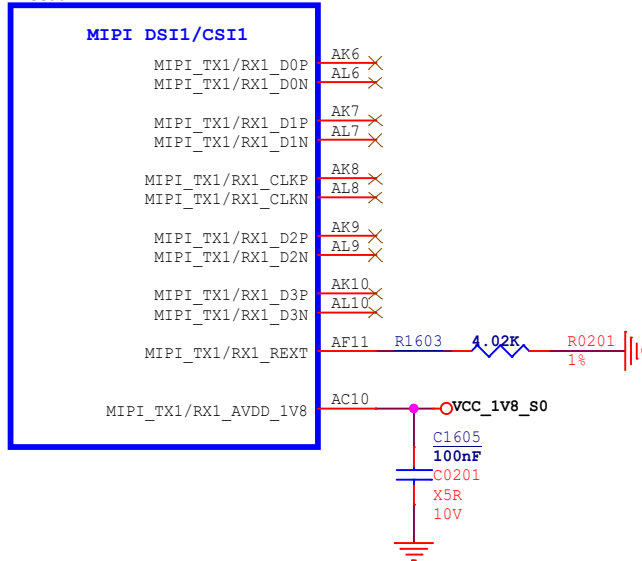 MIPI DSI1/CSI1
MIPI_TX1/RX1_D0P AK6
MIPI_TX1/RX1_D0N AL6
MIPI_TX1/RX1_D1P AK7
MIPI_TX1/RX1_D1N AL7
MIPI_TX1/RX1_CLKP AK8
MIPI_TX1/RX1_CLKN AL8
MIPI_TX1/RX1_D2P AK9
MIPI_TX1/RX1_D2N AL9
MIPI_TX1/RX1_D3P AK10
MIPI_TX1/RX1_D3N AL10
MIPI_TX1/RX1_REXT AF11 R1603 4.02K R0201
1%
MIPI_TX1/RX1_AVDD_1V8 AC10 VCC_1V8_S0
C1605
100nF
C0201
X5R
10V